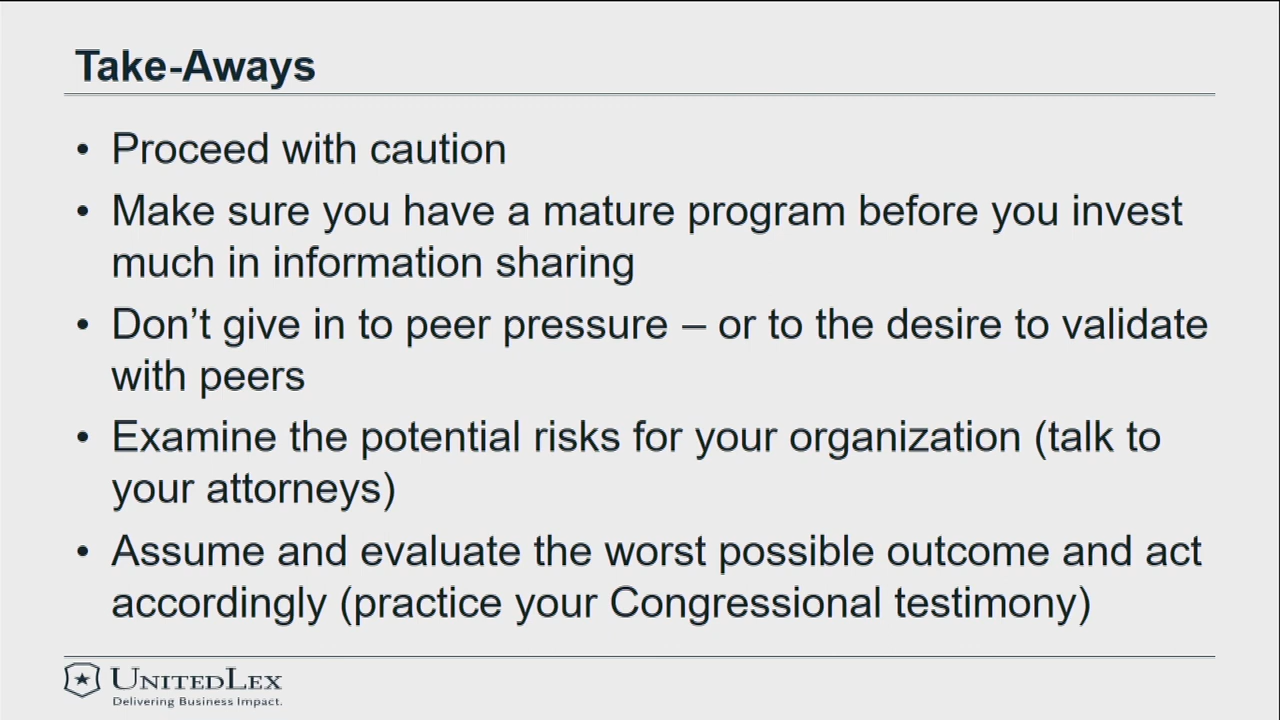 Take-Aways
• Proceed with caution
• Make sure you have a mature program before you invest
much in information sharing
• Don’t give in to peer pressure – or to the desire to validate
with peers
• Examine the potential risks for your organization (talk to
your attorneys)
• Assume and evaluate the worst possible outcome and act
accordingly (practice your Congressional testimony)
UNITEDLEX
Delivering Business Impact.